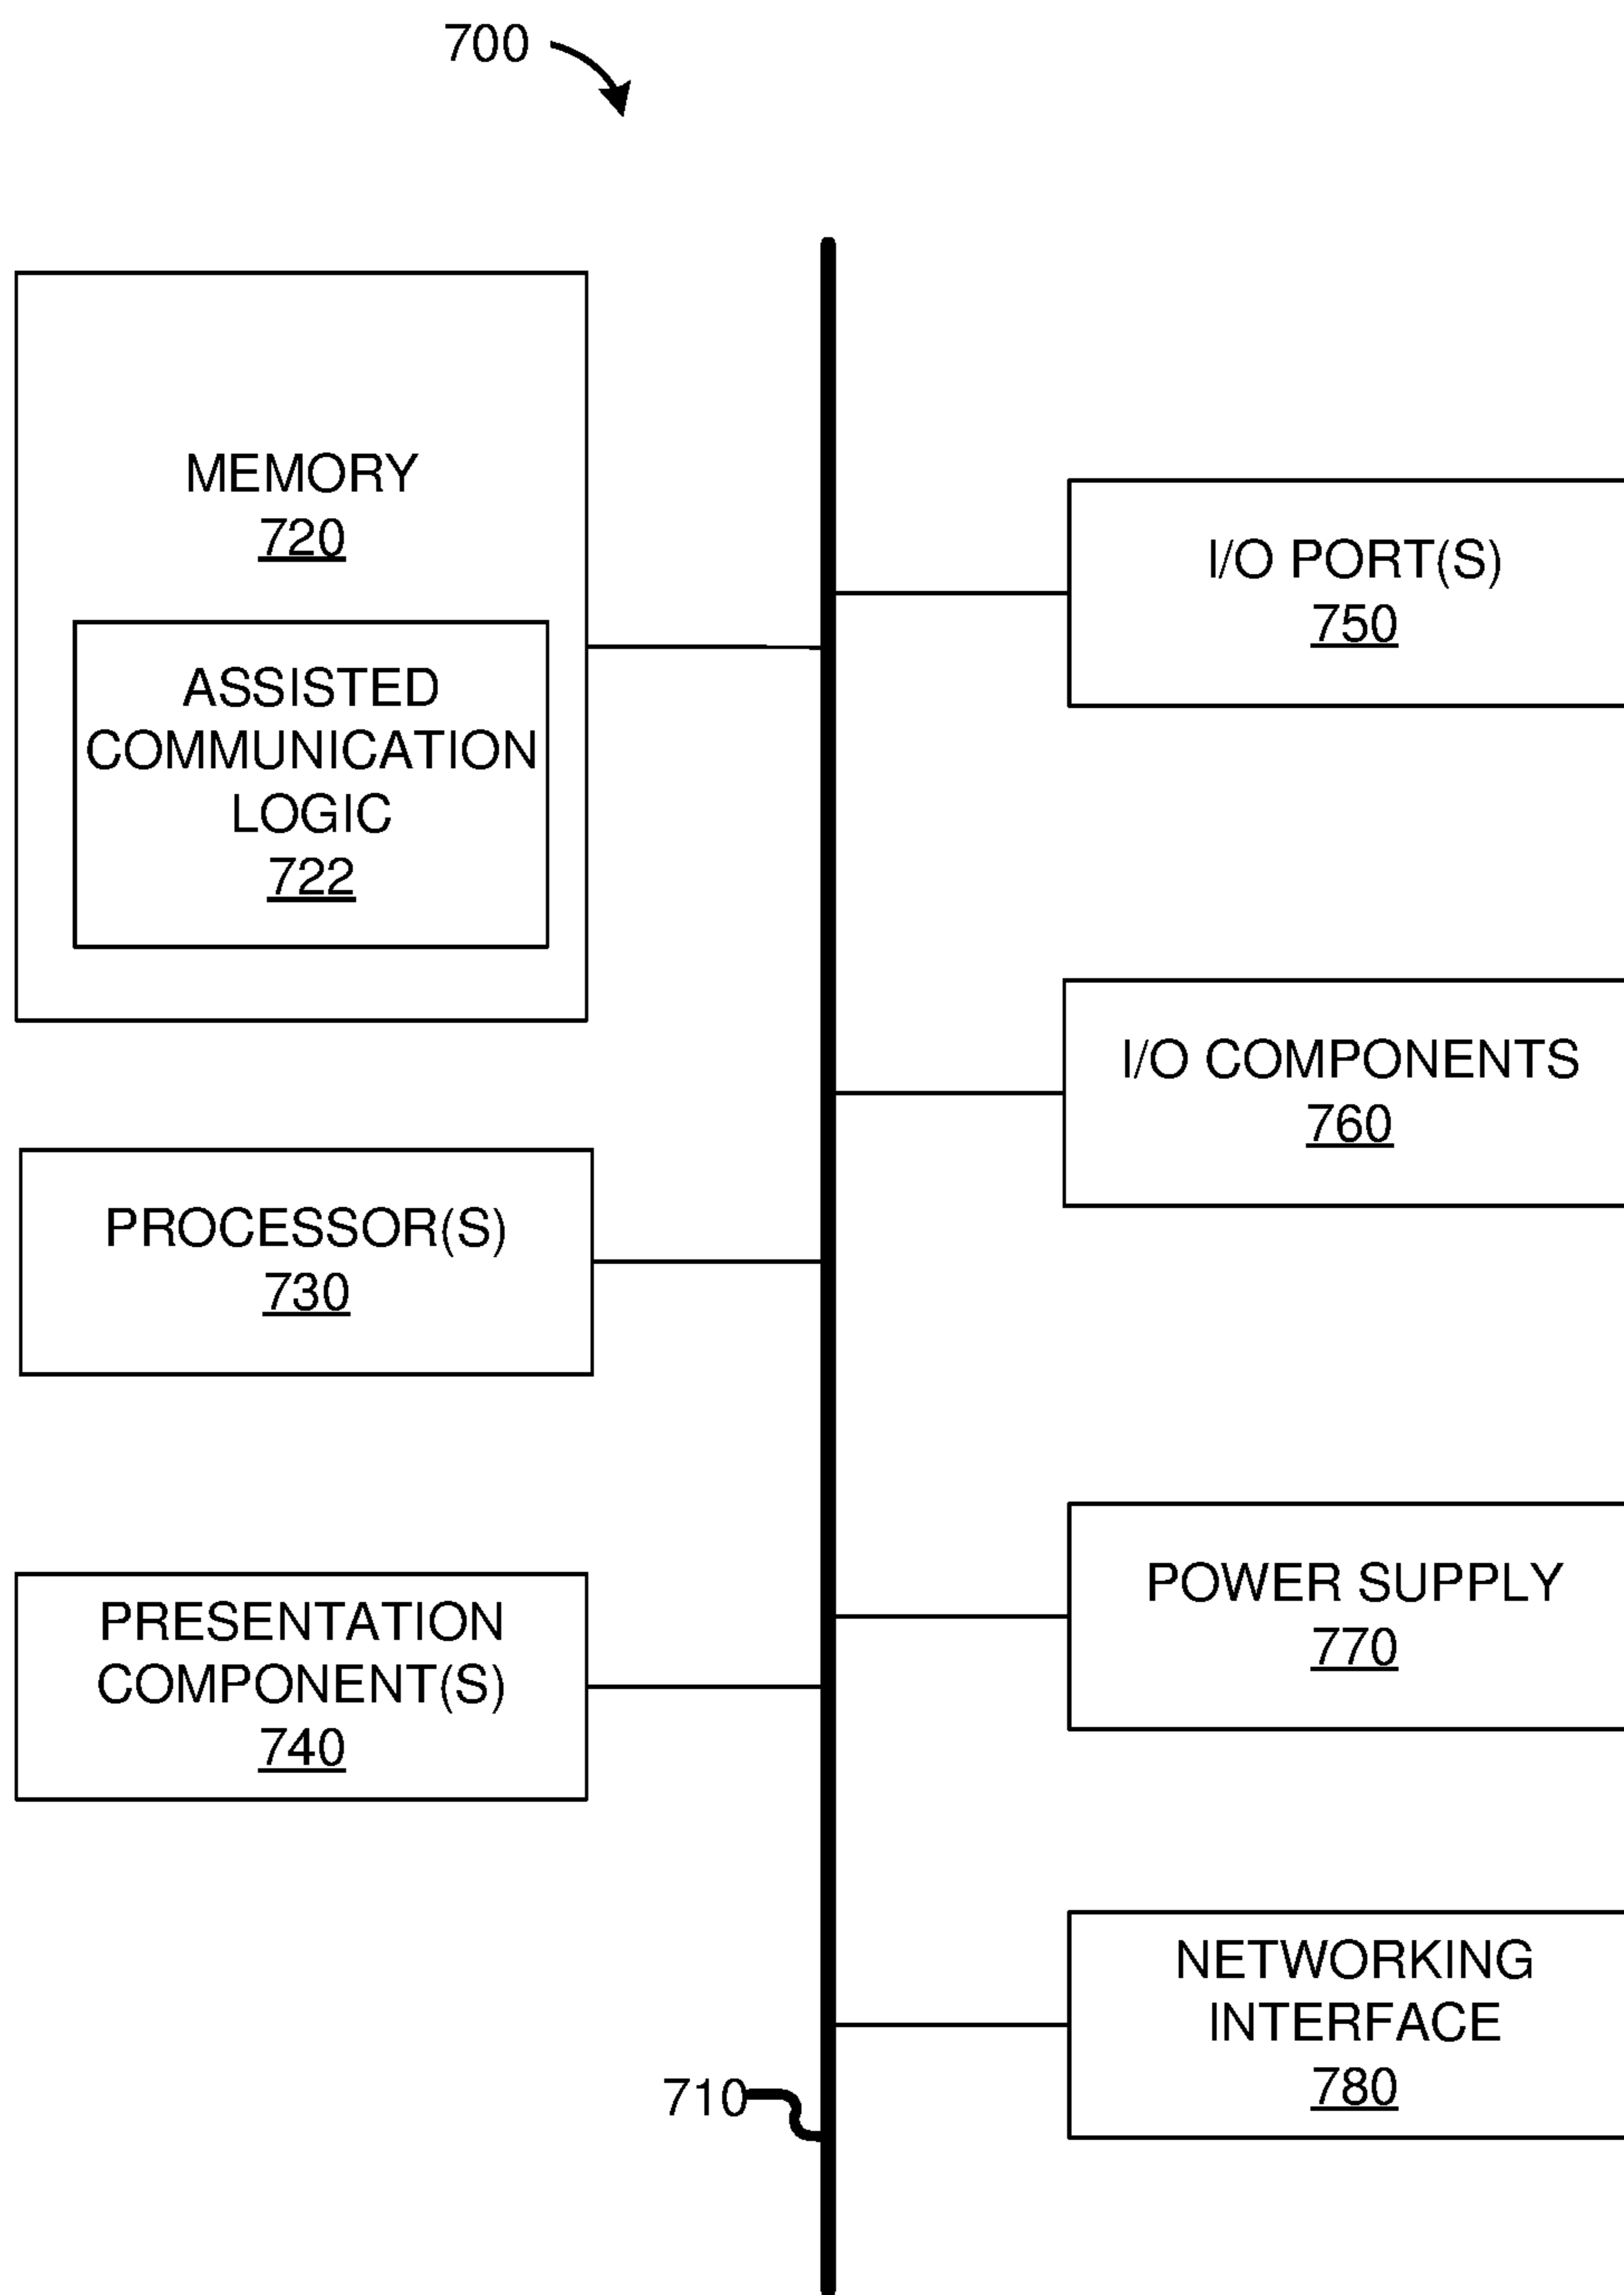 700
MEMORY
720
ASSISTED
COMMUNICATION
LOGIC
722
PROCESSOR(S)
730
PRESENTATION
COMPONENT(S)
740
I/O PORT(S)
750
I/O COMPONENTS
760
POWER SUPPLY
770
NETWORKING
INTERFACE
780
710